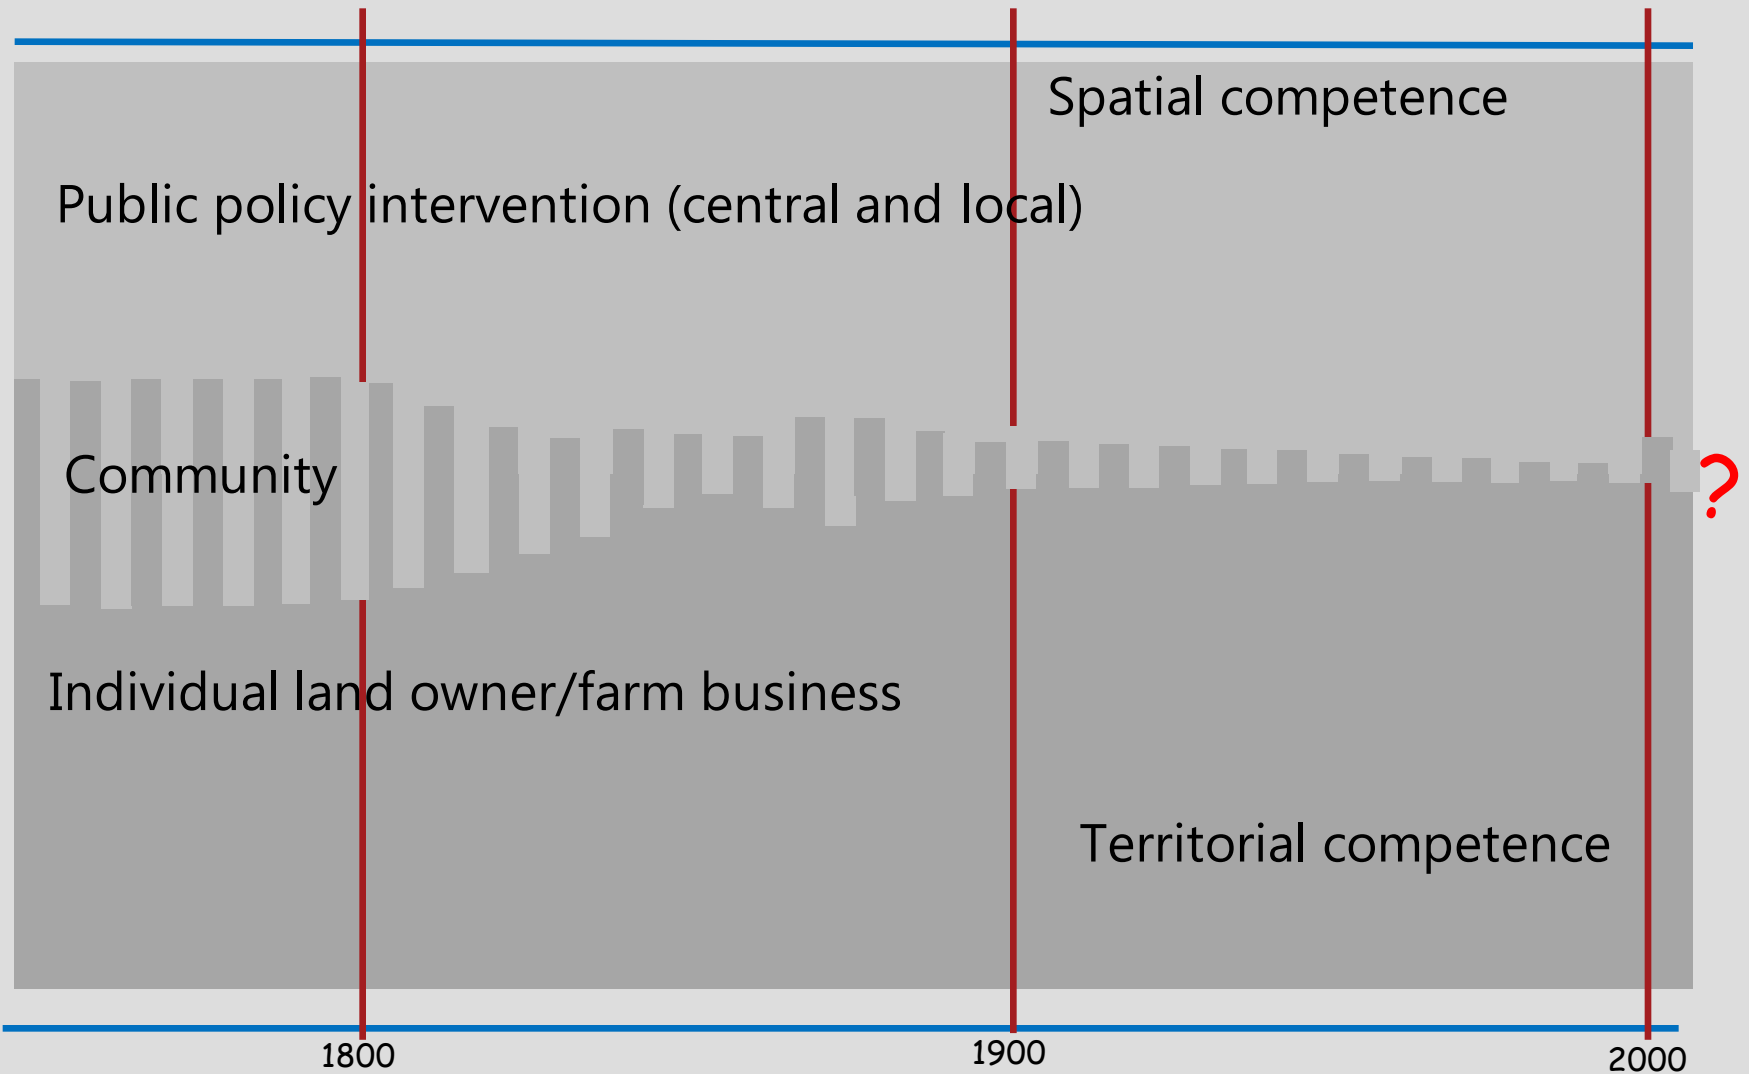 Spatial competence
Public policy intervention (central and local)
Community
?
Individual land owner/farm business
Territorial competence
1800
1900
2000